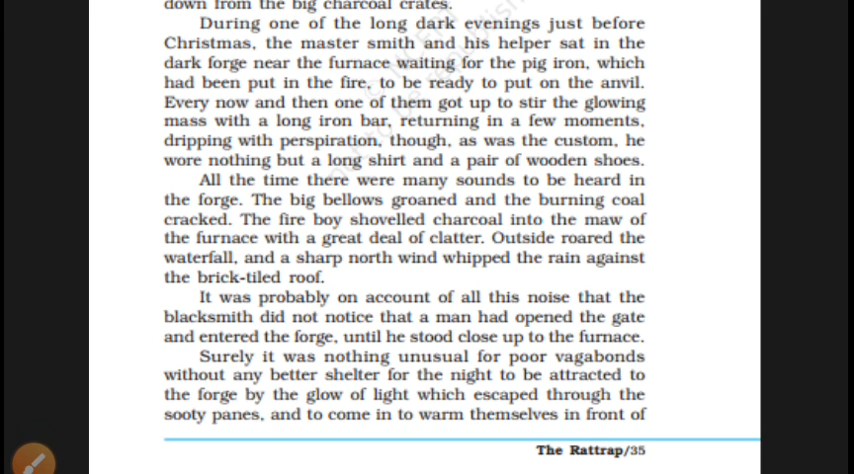 down from the big charcoal crates.
During one of the long dark evenings just before
Christmas, the master smith and his helper sat in the
dark forge near the furnace waiting for the pig iron, which
had been put in the fire, to be ready to put on the anvil.
Every now and then one of them got up to stir the glowing
mass with a long iron bar, returning in a few moments,
dripping with perspiration, though, as was the custom, he
wore nothing but a long shirt and a pair of wooden shoes.
All the time there were many sounds to be heard in
the forge. The big bellows groaned and the burning coal
cracked. The fire boy shovelled charcoal into the maw of
the furnace with a great deal of clatter. Outside roared the
waterfall, and a sharp north wind whipped the rain against
the brick-tiled roof.
It was probably on account of all this noise that the
blacksmith did not notice that a man had opened the gate
and entered the forge, until he stood close up to the furnace.
Surely it was nothing unusual for poor vagabonds
without any better shelter for the night to be attracted to
the forge by the glow of light which escaped through the
sooty panes, and to come in to warm themselves in front of
The Rattrap/35